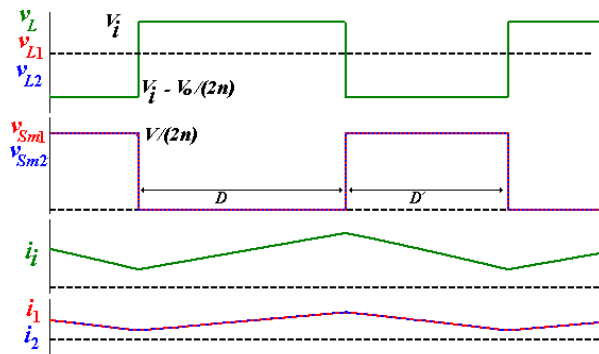 v_L
V_i
v_L1
v_L2
V_i - V_o/(2n)
v_Sm1
V/(2n)
v_Sm2
D
D'
i_i
i_1
i_2